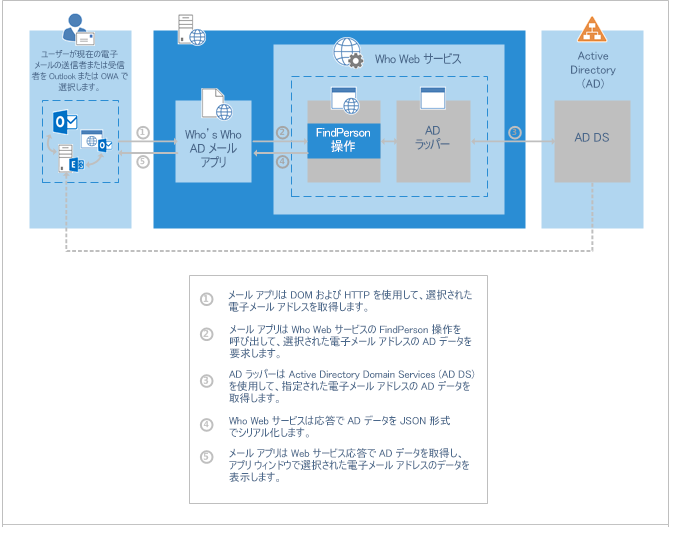 ユーザーが現在の電子
メールの送信者または受信
者を Outlook または OWA で
選択します。
Who Web サービス
Active
Directory
(AD)
Who's Who
AD メール
アプリ
FindPerson
操作
AD
ラッパー
AD DS
1
2
3
4
5
1 メール アプリは DOM および HTTP を使用して、選択された
電子メール アドレスを取得します。
2 メール アプリは Who Web サービスの FindPerson 操作を
呼び出して、選択された電子メール アドレスの AD データを
要求します。
3 AD ラッパーは Active Directory Domain Services (AD DS)
を使用して、指定された電子メール アドレスの AD データを
取得します。
4 Who Web サービスは応答で AD データを JSON 形式
でシリアル化します。
5 メール アプリは Web サービス応答で AD データを取得し、
アプリ ウィンドウで選択された電子メール アドレスのデータを
表示します。